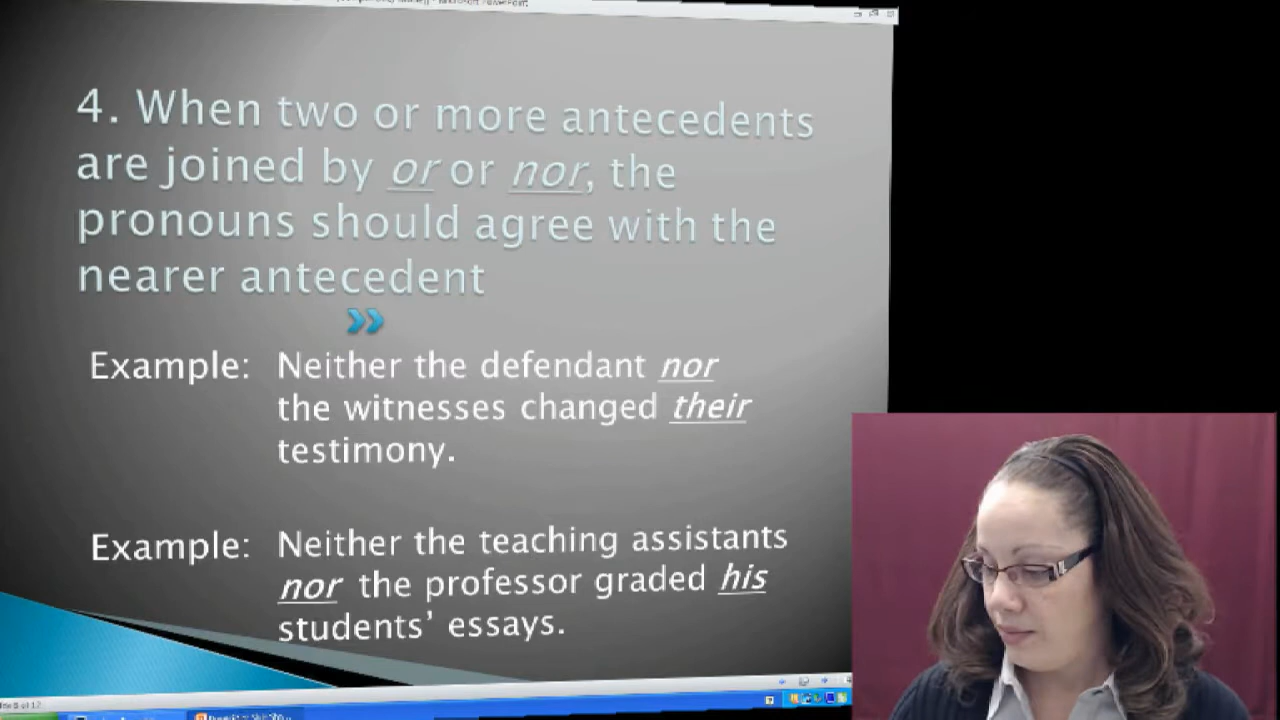 Microsoft PowerPoint
4. When two or more antecedents
are joined by or or nor, the
pronouns should agree with the
nearer antecedent
Example: Neither the defendant nor
the witnesses changed their
testimony.
Example: Neither the teaching assistants
nor the professor graded his
students’ essays.